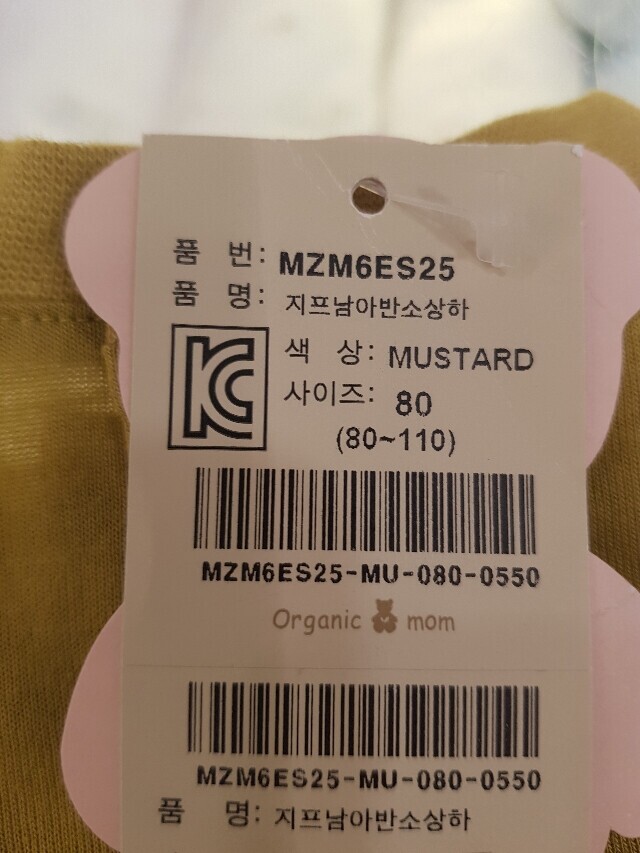 품 번: MZM6ES25
품 명: 지프남아반소상하
색 상: MUSTARD
사이즈: 80
(80~110)
MZM6ES25-MU-080-0550
Organic mom
MZM6ES25-MU-080-0550
품 명: 지프남아반소상하